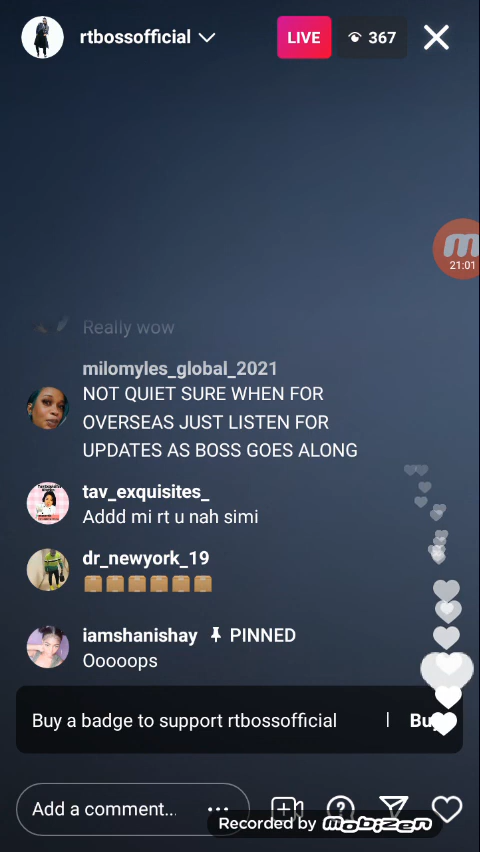 rtbossofficial
LIVE
367
21:01
Really wow
milomyles_global_2021
NOT QUIET SURE WHEN FOR
OVERSEAS JUST LISTEN FOR
UPDATES AS BOSS GOES ALONG
tav_exquisites_
Addd mi rt u nah simi
dr_newyork_19
iamshanishay PINNED
Ooooops
Buy a badge to support rtbossofficial | Buy
Add a comment...
Recorded by mobizen